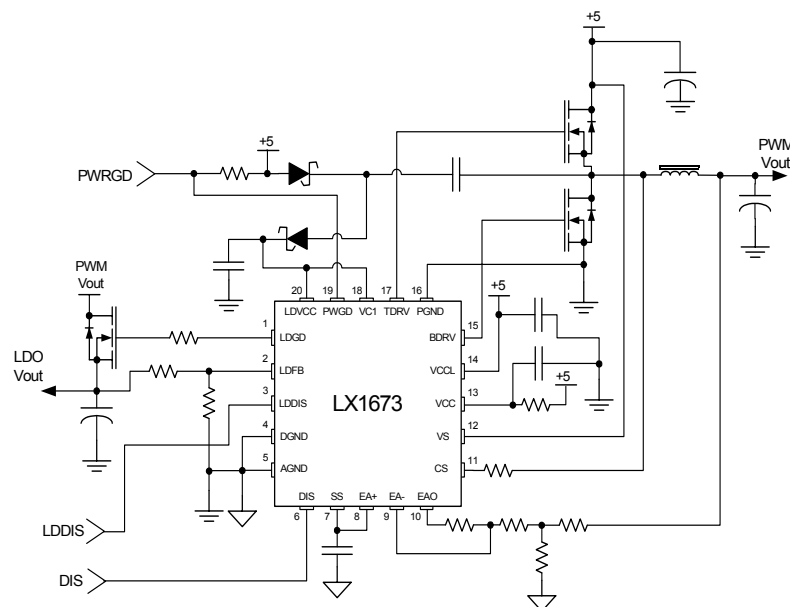 +5
PWM
Vout
+5
PWRGD
PWM
Vout
20 19 18 17 16
LDVCC PWGD VC1 TDRV PGND
+5
1 LDGD
BDRV 15
LDO
Vout
2 LDFB
VCCL 14
3 LDDIS
LX1673
VCC 13
+5
4 DGND
VS 12
5 AGND
CS 11
DIS SS EA+ EA- EAO
6 7 8 9 10
LDDIS
DIS